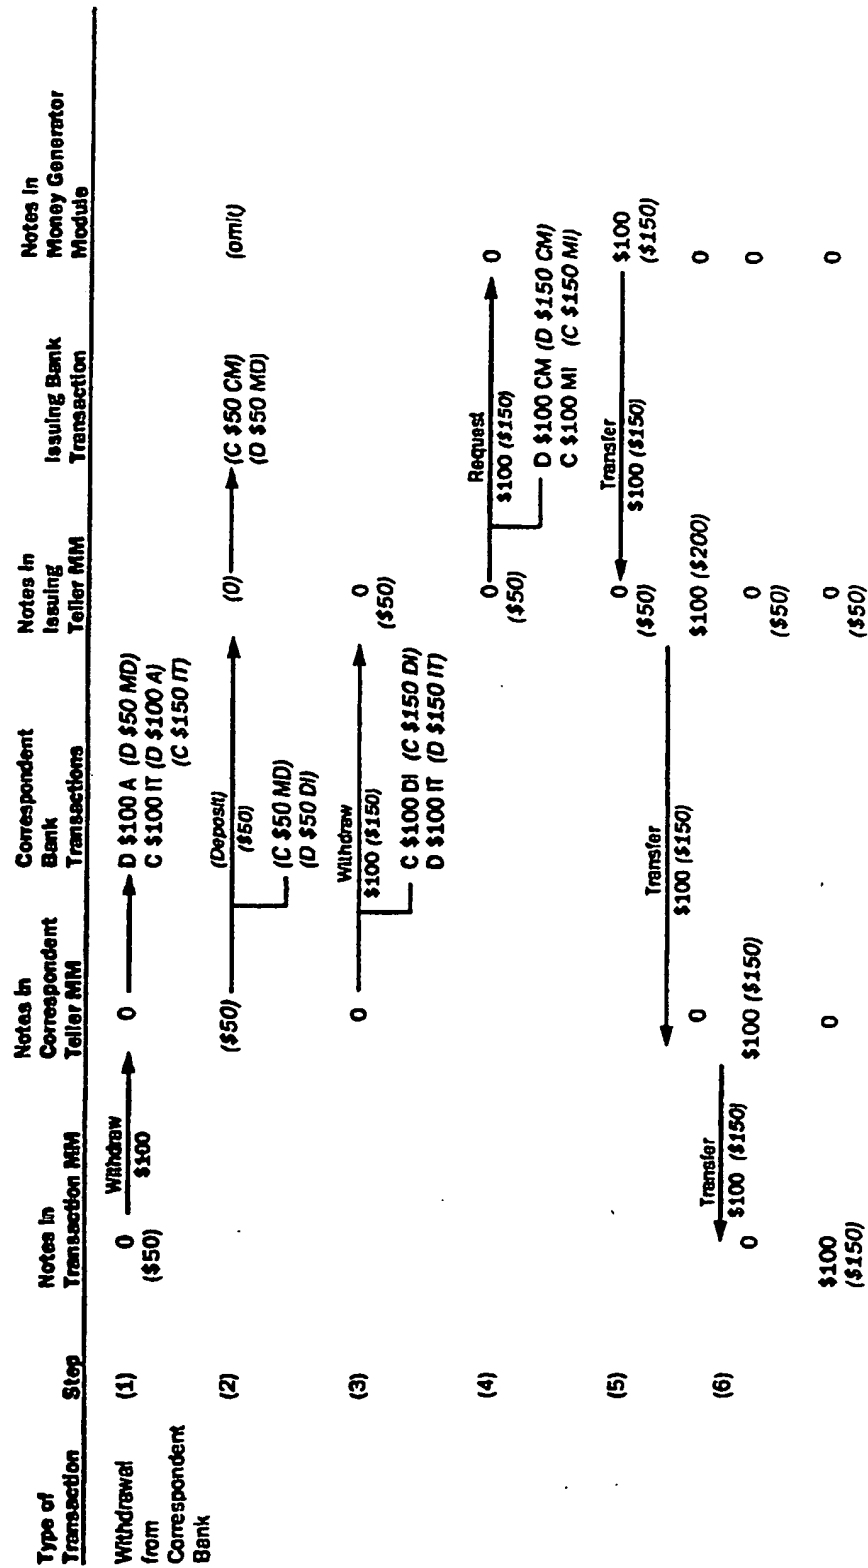 Type of Transaction
Step
Notes In Transaction MM
Notes In Correspondent Teller MM
Correspondent Bank Transactions
Notes In Issuing Teller MM
Issuing Bank Transaction
Notes In Money Generator Module
Withdrawal from Correspondent Bank
(1)
0
($50)
Withdraw
$100
0
D $100 A (D $50 MD)
C $100 IT (D $100 A)
(C $150 IT)
(2)
($50)
(Deposit)
($50)
(C $50 MD)
(D $50 DI)
(0)
(C $50 CM)
(D $50 MD)
(omit)
(3)
0
Withdraw
$100 ($150)
C $100 DI (C $150 DI)
D $100 IT (D $150 IT)
0
($50)
(4)
0
($50)
Request
$100 ($150)
D $100 CM (D $150 CM)
C $100 MI (C $150 MI)
0
(5)
0
($50)
Transfer
$100 ($150)
$100
($150)
Transfer
$100 ($150)
0
$100 ($200)
0
(6)
Transfer
$100 ($150)
0
$100 ($150)
0
($50)
0
$100
($150)
0
0
($50)
0